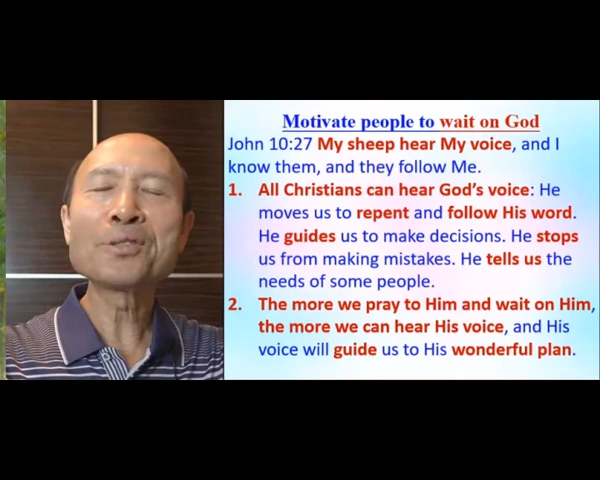 Motivate people to wait on God
John 10:27 My sheep hear My voice, and I
know them, and they follow Me.
1. All Christians can hear God's voice: He
moves us to repent and follow His word.
He guides us to make decisions. He stops
us from making mistakes. He tells us the
needs of some people.
2. The more we pray to Him and wait on Him,
the more we can hear His voice, and His
voice will guide us to His wonderful plan.